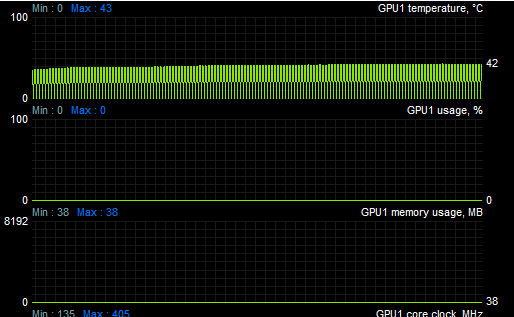 Min : 0 Max : 43 GPU1 temperature, °C
100
42
0
Min : 0 Max : 0 GPU1 usage, %
100
0 0
Min : 38 Max : 38 GPU1 memory usage, MB
8192
0 38
Min : 135 Max : 405 GPU1 core clock, MHz